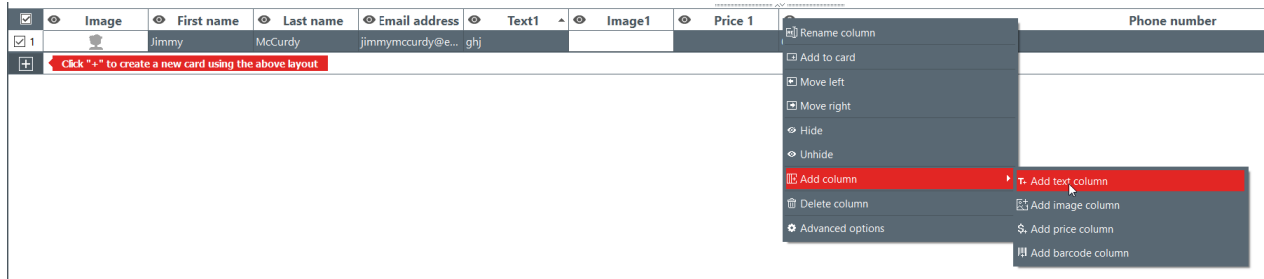 Image First name Last name Email address Text1 Image1 Price 1 Phone number
1 Jimmy McCurdy jimmymccurdy@e... ghj
Click "+" to create a new card using the above layout
Rename column
Add to card
Move left
Move right
Hide
Unhide
Add column
Delete column
Advanced options
Add text column
Add image column
Add price column
Add barcode column